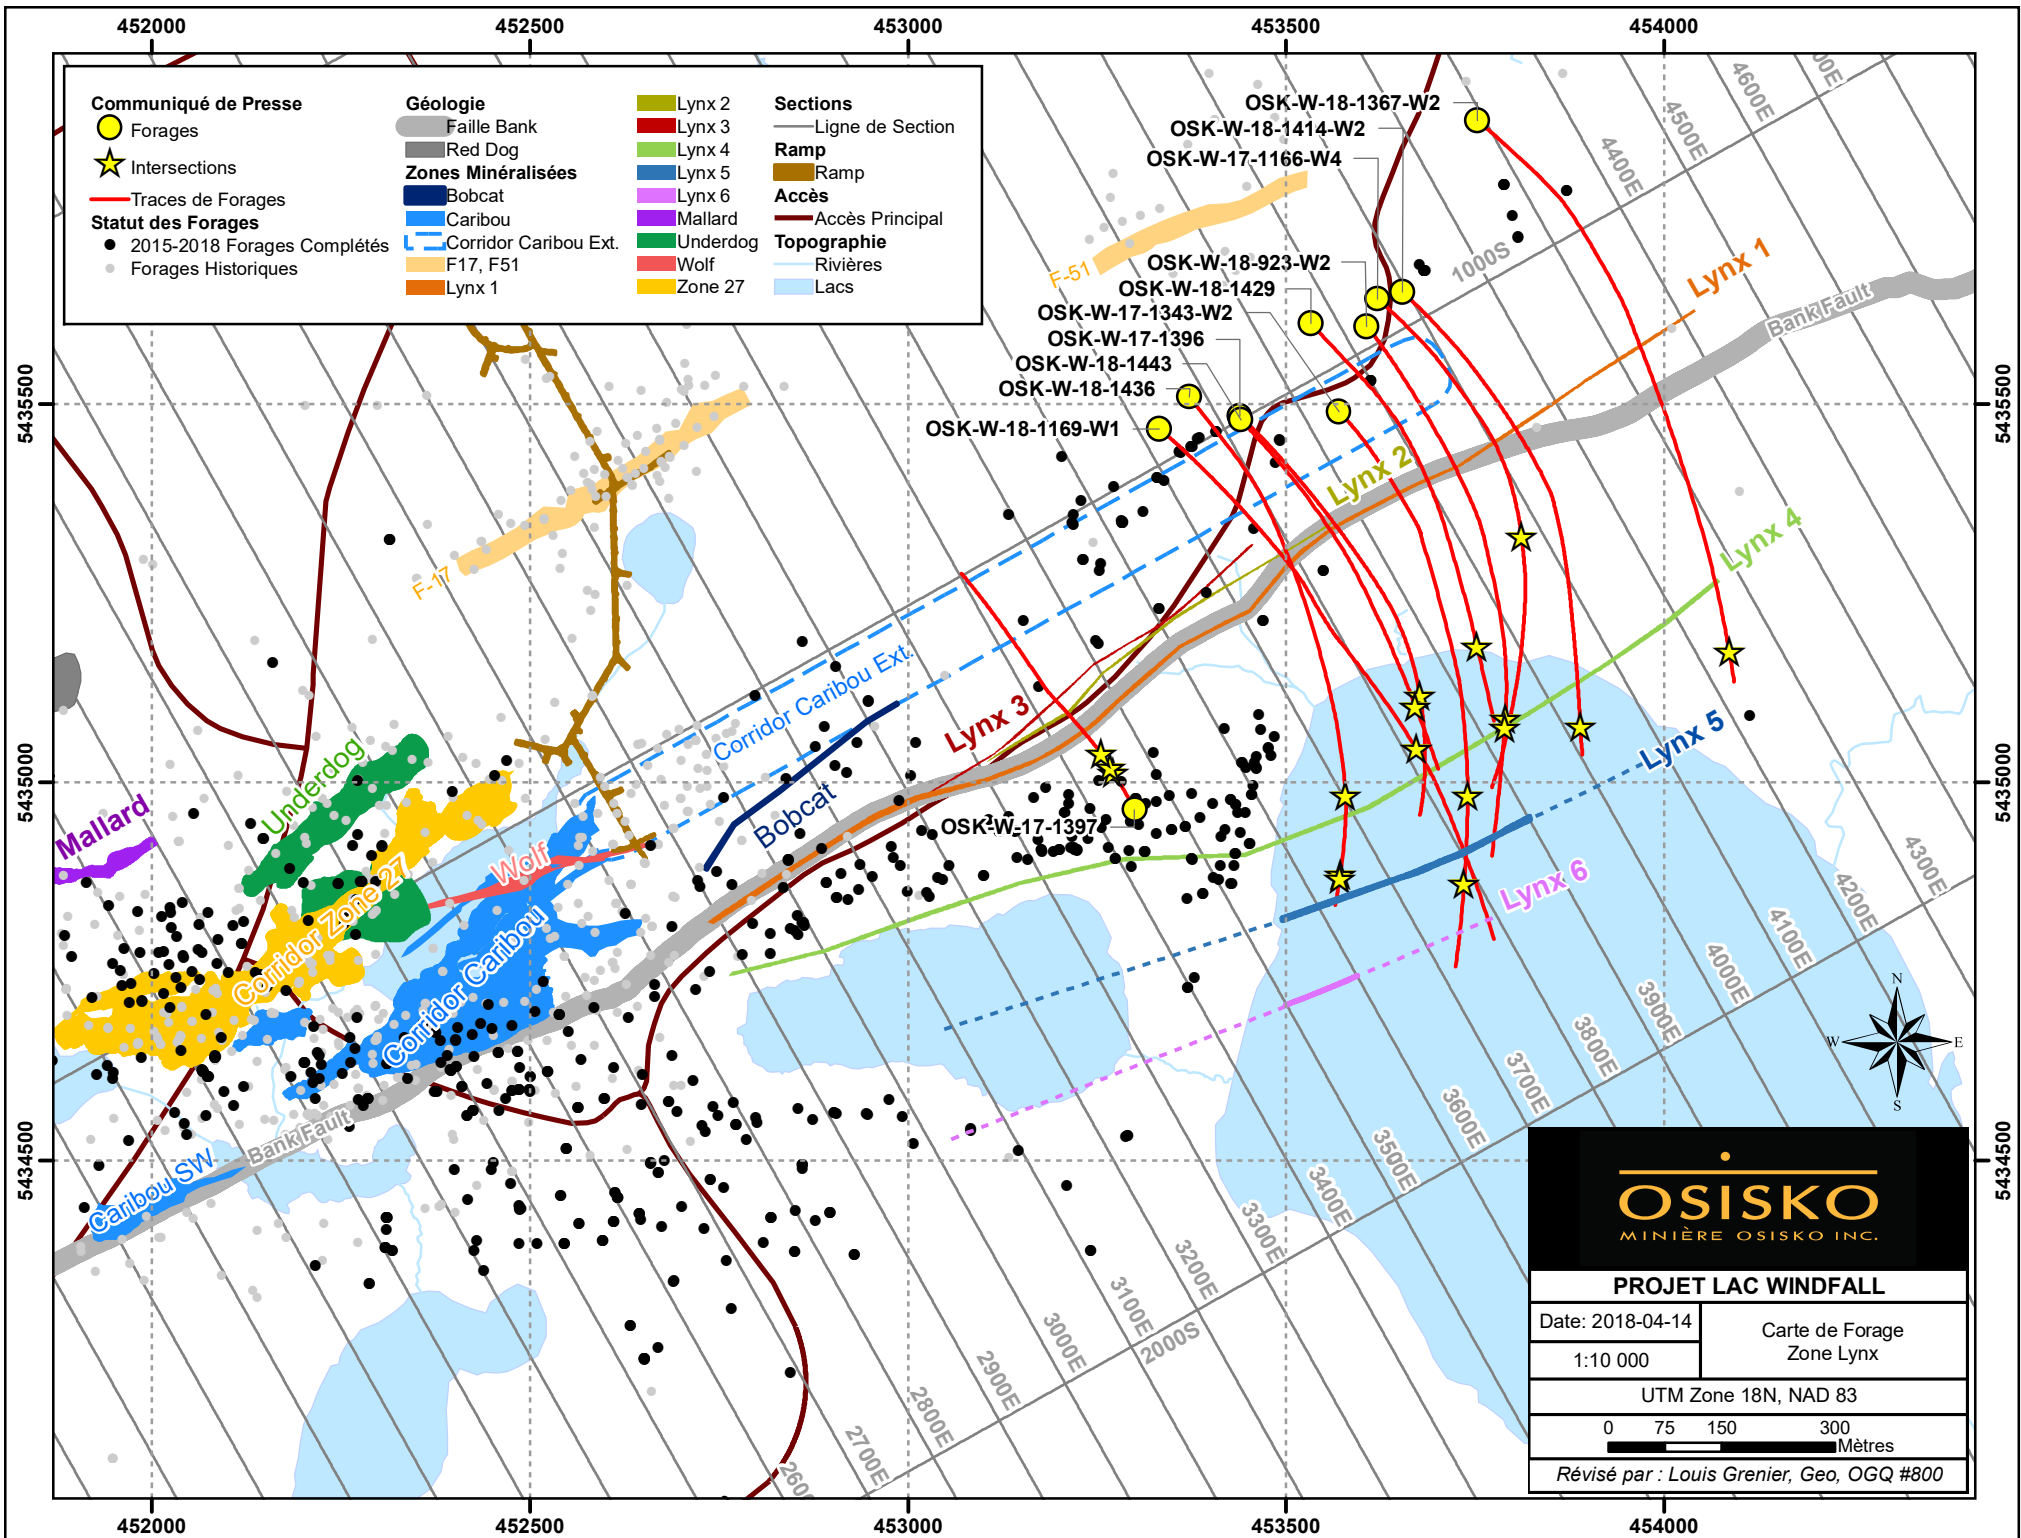 452000 452500 453000 453500 454000
Communiqué de Presse
Forages
Intersections
Traces de Forages
Statut des Forages
2015-2018 Forages Complétés
Forages Historiques
Géologie
Faille Bank
Red Dog
Zones Minéralisées
Bobcat
Caribou
Corridor Caribou Ext.
F17, F51
Lynx 1
Lynx 2
Lynx 3
Lynx 4
Lynx 5
Lynx 6
Mallard
Underdog
Wolf
Zone 27
Sections
Ligne de Section
Ramp
Ramp
Accès
Accès Principal
Topographie
Rivières
Lacs
OSK-W-18-1367-W2
OSK-W-18-1414-W2
OSK-W-17-1166-W4
OSK-W-18-923-W2
OSK-W-18-1429
OSK-W-17-1343-W2
OSK-W-17-1396
OSK-W-18-1443
OSK-W-18-1436
OSK-W-18-1169-W1
OSK-W-17-1397
4600E
4500E
4400E
1000S
F-51
F-17
Lynx 1
Bank Fault
Lynx 2
Lynx 4
Lynx 3
Lynx 5
Lynx 6
Corridor Caribou Ext.
Bobcat
Wolf
Underdog
Mallard
Corridor Zone 27
Corridor Caribou
Bank Fault
Caribou SW
5435500
5435000
5434500
5435500
5435000
5434500
4300E
4200E
4100E
4000E
3900E
3800E
3700E
3600E
3500E
3400E
3300E
3200E
3100E
3000E
2000S
2900E
2800E
2700E
N
W E
S
OSISKO
MINIÈRE OSISKO INC.
PROJET LAC WINDFALL
Date: 2018-04-14
1:10 000
Carte de Forage
Zone Lynx
UTM Zone 18N, NAD 83
0 75 150 300
Mètres
Révisé par : Louis Grenier, Geo, OGQ #800
452000 452500 453000 453500 454000